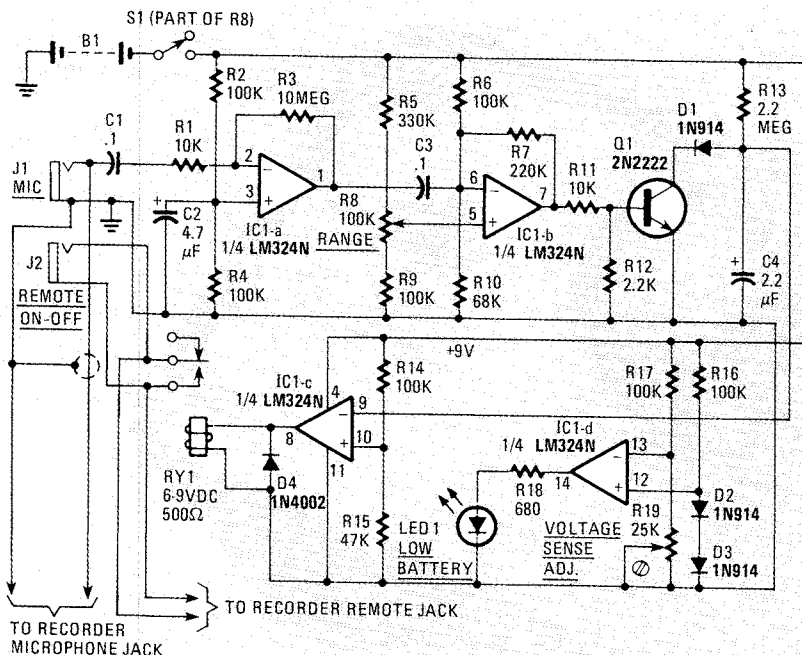 S1 (PART OF R8)
B1
R2
100K
R3
10MEG
R5
330K
R6
100K
R13
2.2
MEG
D1
1N914
C1
.1
R1
10K
C3
.1
R7
220K
R11
10K
Q1
2N2222
J1
MIC
2
3
1
6
5
7
IC1-a
1/4 LM324N
R8
100K
RANGE
IC1-b
1/4 LM324N
C2
4.7
µF
+
R4
100K
R9
100K
R10
68K
R12
2.2K
C4
2.2
µF
+
J2
REMOTE
ON-OFF
+9V
IC1-c
1/4 LM324N
4
R14
100K
R17
100K
R16
100K
8
9
10
11
IC1-d
1/4 LM324N
13
12
14
RY1
6-9VDC
500Ω
D4
1N4002
R15
47K
R18
680
LED1
LOW
BATTERY
VOLTAGE
SENSE
ADJ.
R19
25K
D2
1N914
D3
1N914
TO RECORDER REMOTE JACK
TO RECORDER
MICROPHONE JACK